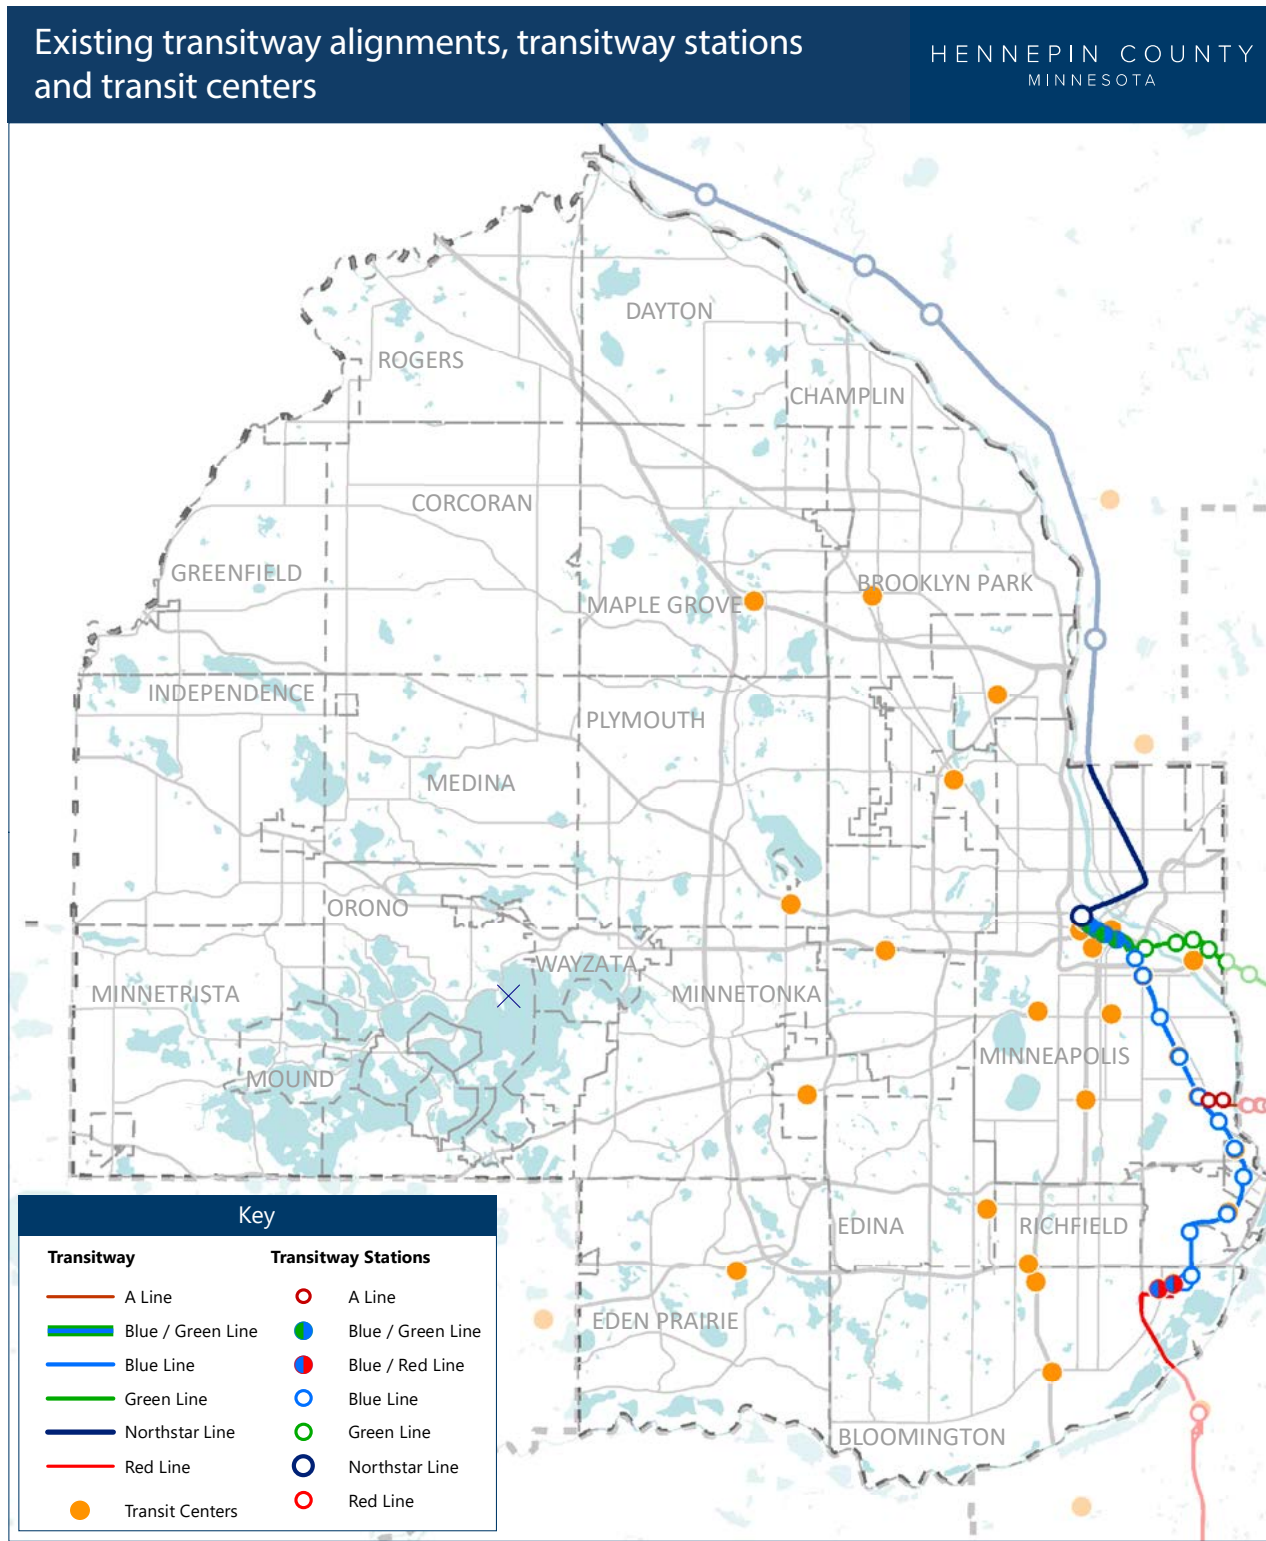 Existing transitway alignments, transitway stations
and transit centers
HENNEPIN COUNTY
MINNESOTA
DAYTON
ROGERS
CHAMPLIN
CORCORAN
GREENFIELD
BROOKLYN PARK
MAPLE GROVE
INDEPENDENCE
PLYMOUTH
MEDINA
ORONO
WAYZATA
MINNETRISTA
MINNETONKA
MINNEAPOLIS
MOUND
EDINA
RICHFIELD
EDEN PRAIRIE
BLOOMINGTON
Key
Transitway
A Line
Blue / Green Line
Blue Line
Green Line
Northstar Line
Red Line
Transit Centers
Transitway Stations
A Line
Blue / Green Line
Blue / Red Line
Blue Line
Green Line
Northstar Line
Red Line